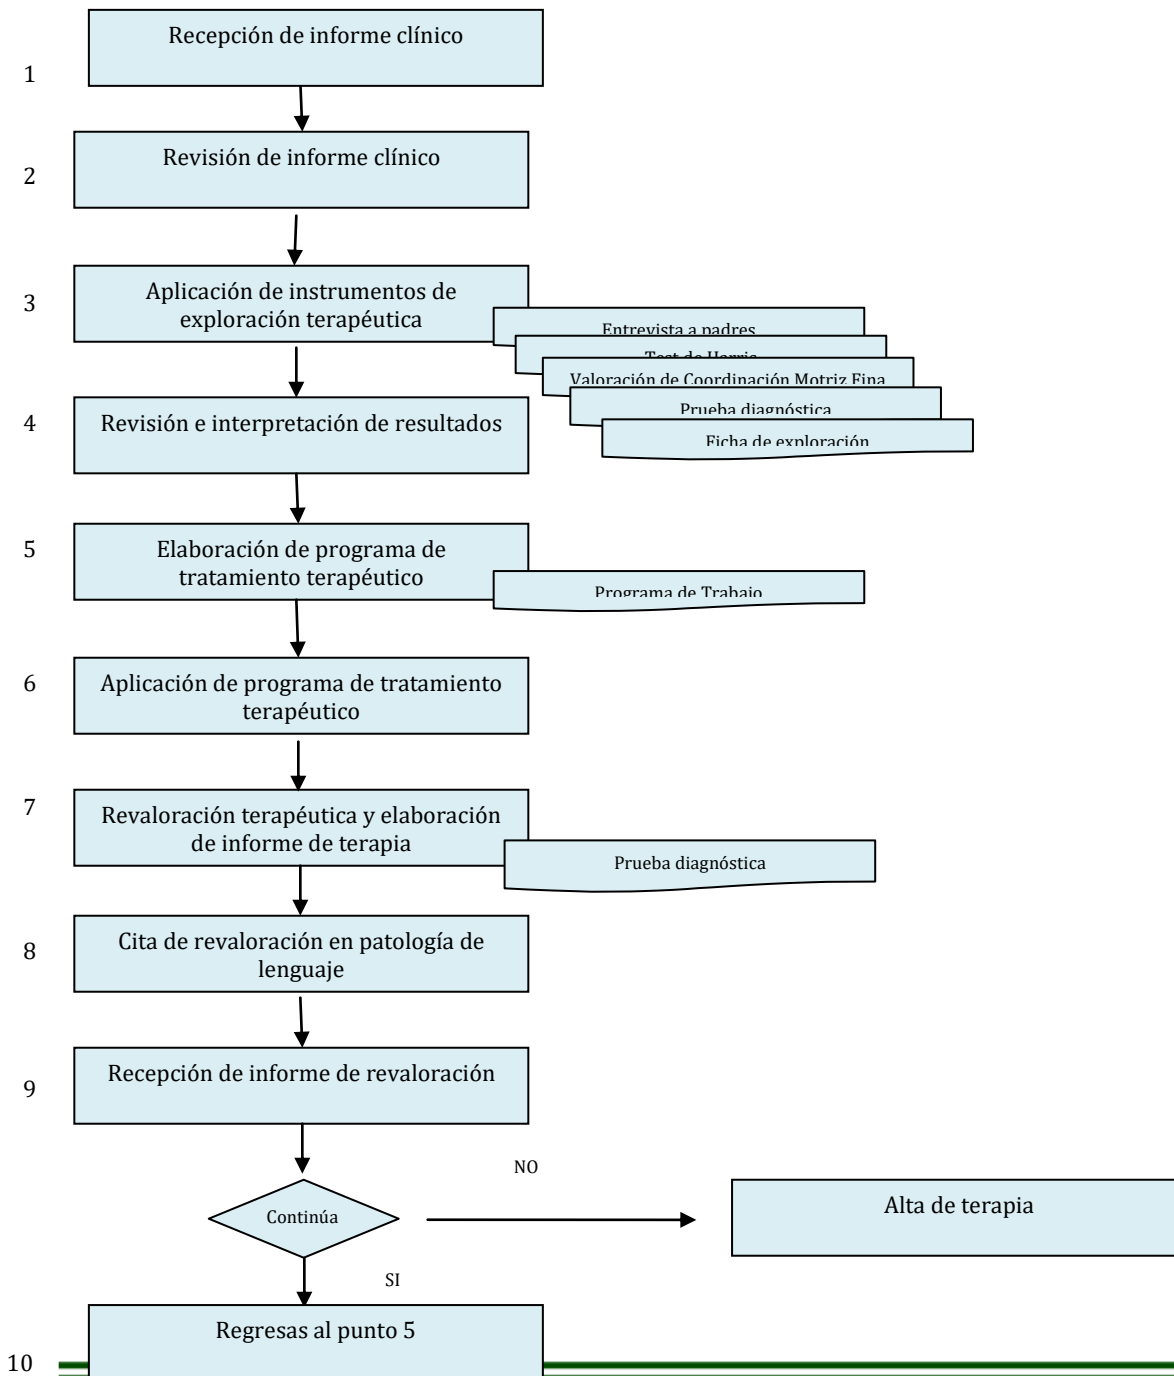 Recepción de informe clínico
1
Revisión de informe clínico
2
Aplicación de instrumentos de
exploración terapéutica
3
Entrevista a padres
Test de Harris
Valoración de Coordinación Motriz Fina
Prueba diagnóstica
Ficha de exploración
Revisión e interpretación de resultados
4
Elaboración de programa de
tratamiento terapéutico
5
Programa de Trabajo
Aplicación de programa de tratamiento
terapéutico
6
Revaloración terapéutica y elaboración
de informe de terapia
7
Prueba diagnóstica
Cita de revaloración en patología de
lenguaje
8
Recepción de informe de revaloración
9
NO
Continúa
Alta de terapia
SI
Regresas al punto 5
10